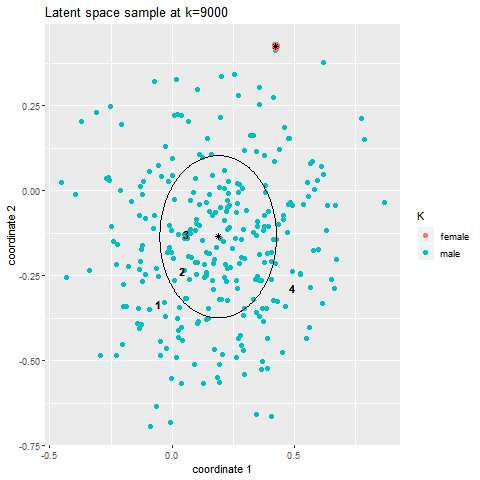 Latent space sample at k=9000
coordinate 2
0.25
0.00
-0.25
-0.50
-0.75
3
2
4
1
-0.5
0.0
0.5
coordinate 1
K
female
male